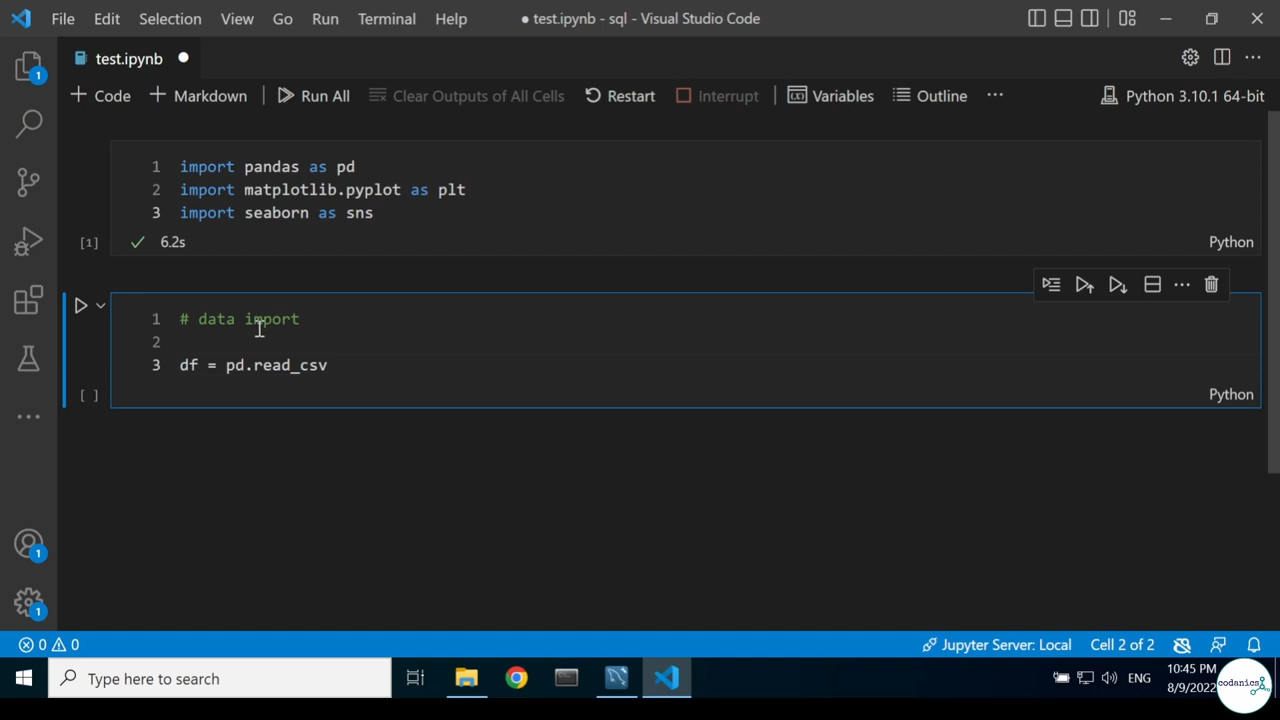 File Edit Selection View Go Run Terminal Help ● test.ipynb - sql - Visual Studio Code
test.ipynb
1
+ Code + Markdown Run All Clear Outputs of All Cells Restart Interrupt Variables Outline ··· Python 3.10.1 64-bit
1 import pandas as pd
2 import matplotlib.pyplot as plt
3 import seaborn as sns
[1] 6.2s Python
1 # data import
2
3 df = pd.read_csv
[ ] Python
1
1
0 0 Jupyter Server: Local Cell 2 of 2
Type here to search
ENG
10:45 PM
8/9/2022
codanics